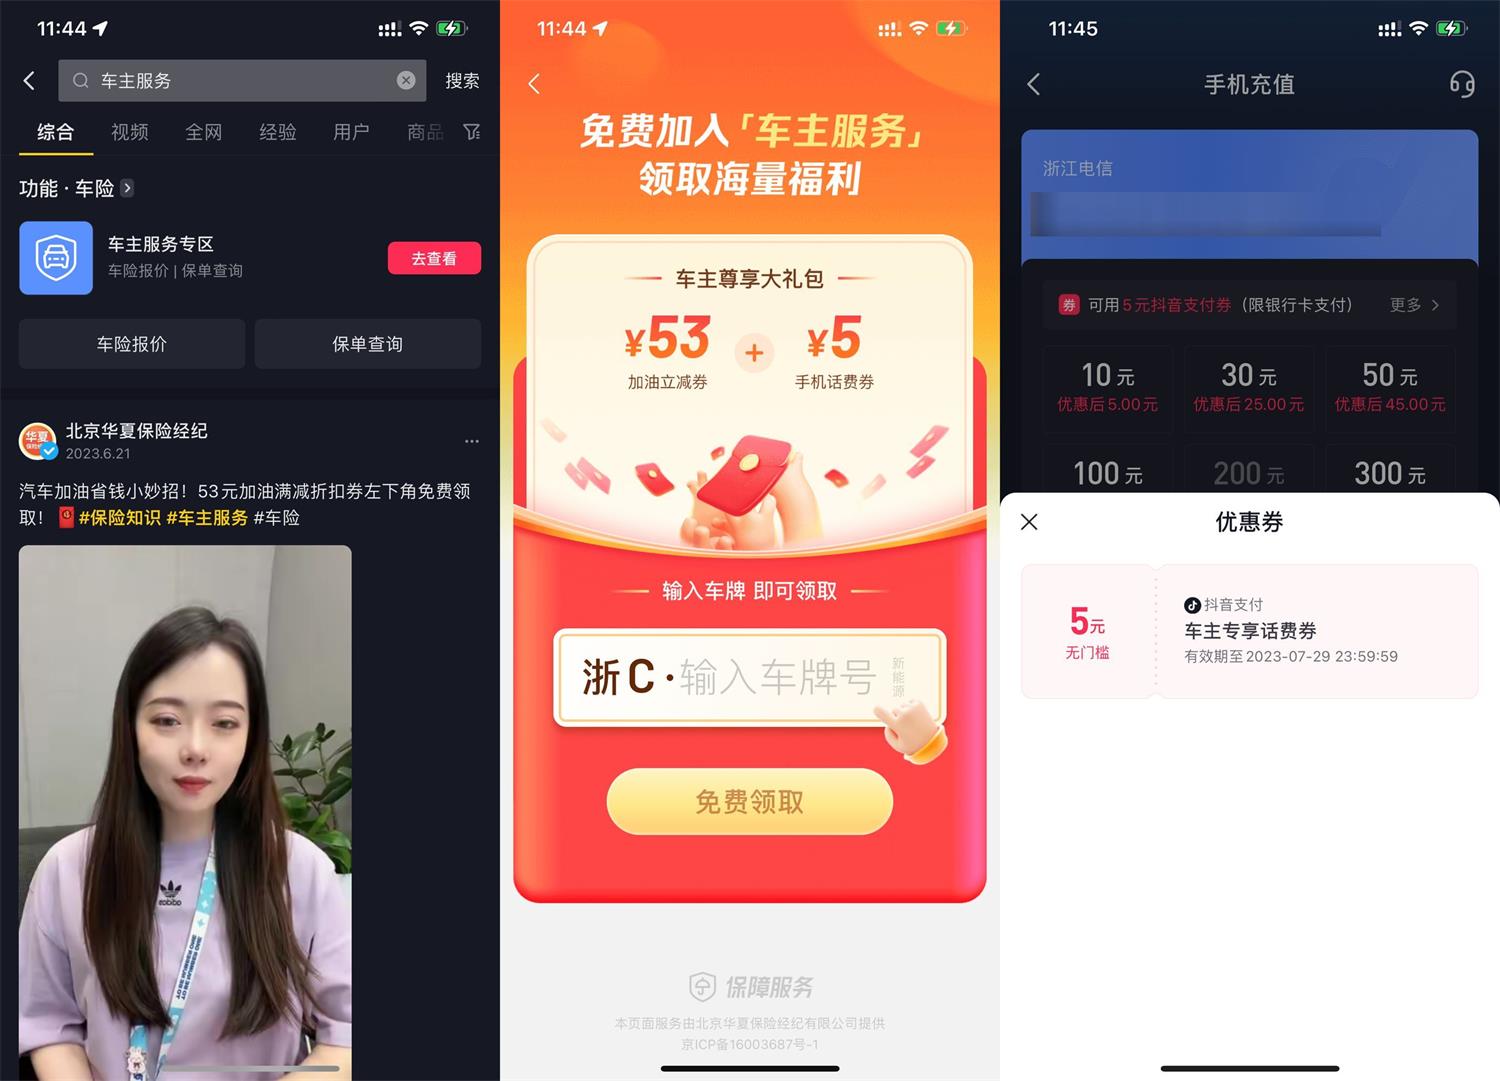 11:44
车主服务
搜索
综合 视频 全网 经验 用户 商品
功能 · 车险
车主服务专区
车险报价 | 保单查询
去查看
车险报价
保单查询
华夏
北京华夏保险经纪
2023.6.21
汽车加油省钱小妙招！53元加油满减折扣券左下角免费领
取！ #保险知识 #车主服务 #车险
11:44
免费加入「车主服务」
领取海量福利
车主尊享大礼包
¥53 + ¥5
加油立减券 手机话费券
输入车牌 即可领取
浙 C · 输入车牌号 新能源
免费领取
保障服务
本页面服务由北京华夏保险经纪有限公司提供
京ICP备16003687号-1
11:45
手机充值
浙江电信
券 可用5元抖音支付券（限银行卡支付） 更多
10元 30元 50元
优惠后5.00元 优惠后25.00元 优惠后45.00元
100元 200元 300元
优惠券
5元
无门槛
抖音支付
车主专享话费券
有效期至2023-07-29 23:59:59